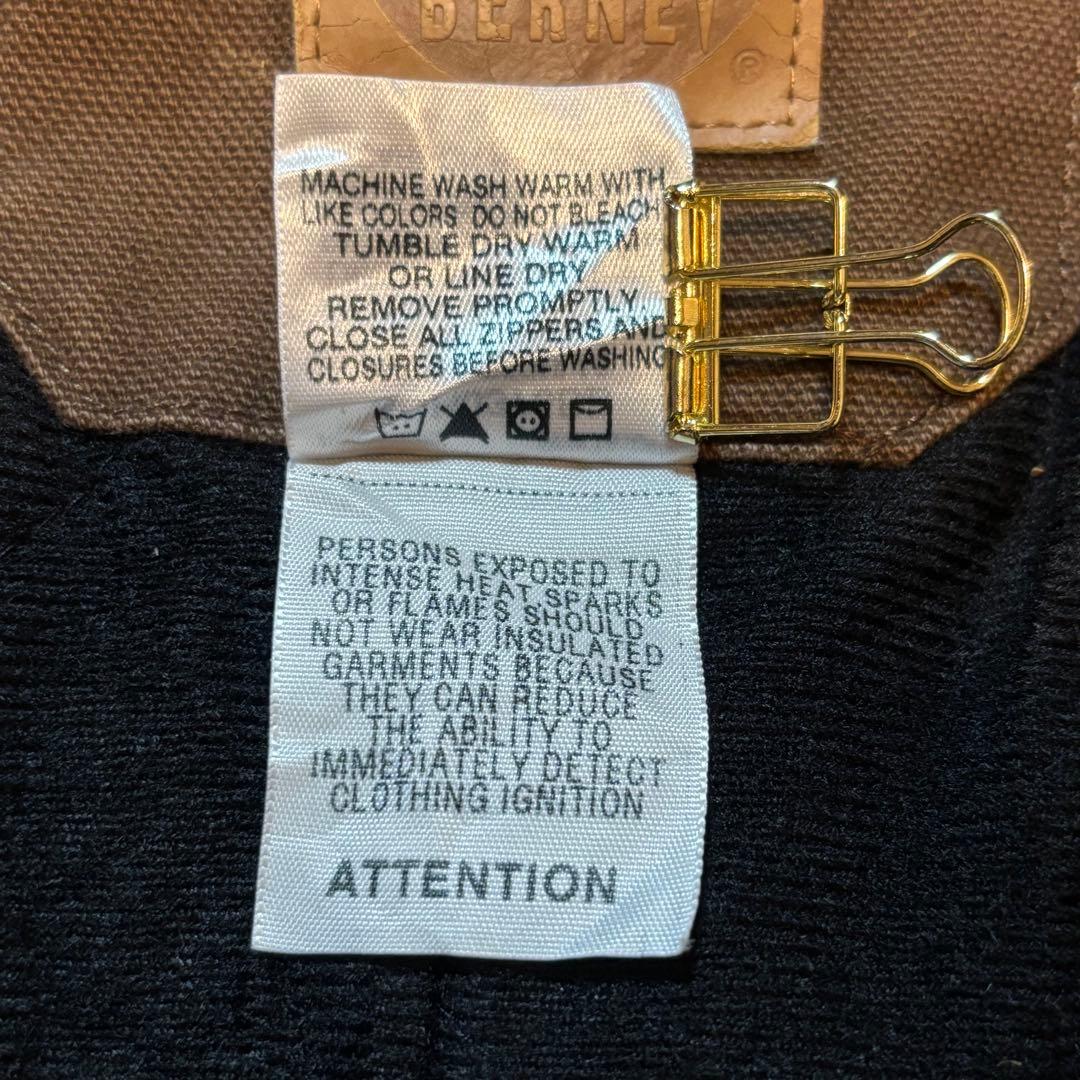 BERNE
®
MACHINE WASH WARM WITH
LIKE COLORS DO NOT BLEACH
TUMBLE DRY WARM
OR LINE DRY
REMOVE PROMPTLY
CLOSE ALL ZIPPERS AND
CLOSURES BEFORE WASHING
PERSONS EXPOSED TO
INTENSE HEAT SPARKS
OR FLAMES SHOULD
NOT WEAR INSULATED
GARMENTS BECAUSE
THEY CAN REDUCE
THE ABILITY TO
IMMEDIATELY DETECT
CLOTHING IGNITION
ATTENTION